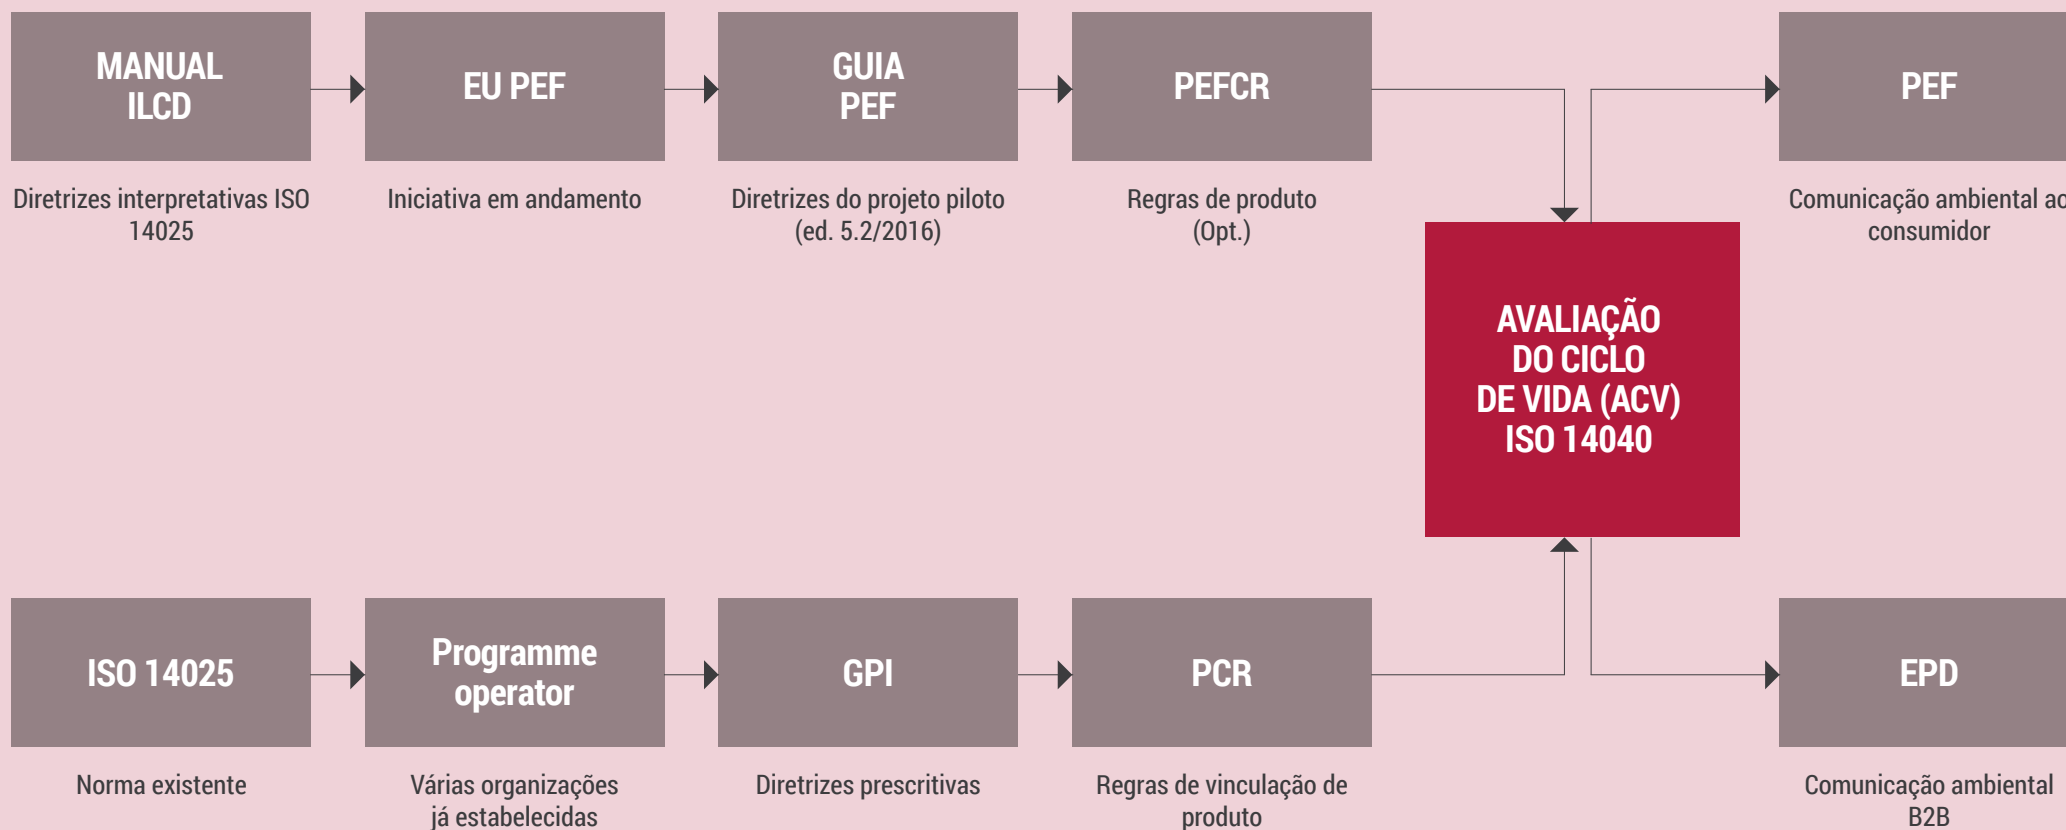 MANUAL
ILCD
EU PEF
GUIA
PEF
PEFCR
PEF
Diretrizes interpretativas ISO
14025
Iniciativa em andamento
Diretrizes do projeto piloto
(ed. 5.2/2016)
Regras de produto
(Opt.)
Comunicação ambiental ao
consumidor
AVALIAÇÃO
DO CICLO
DE VIDA (ACV)
ISO 14040
ISO 14025
Programme
operator
GPI
PCR
EPD
Norma existente
Várias organizações
já estabelecidas
Diretrizes prescritivas
Regras de vinculação de
produto
Comunicação ambiental
B2B